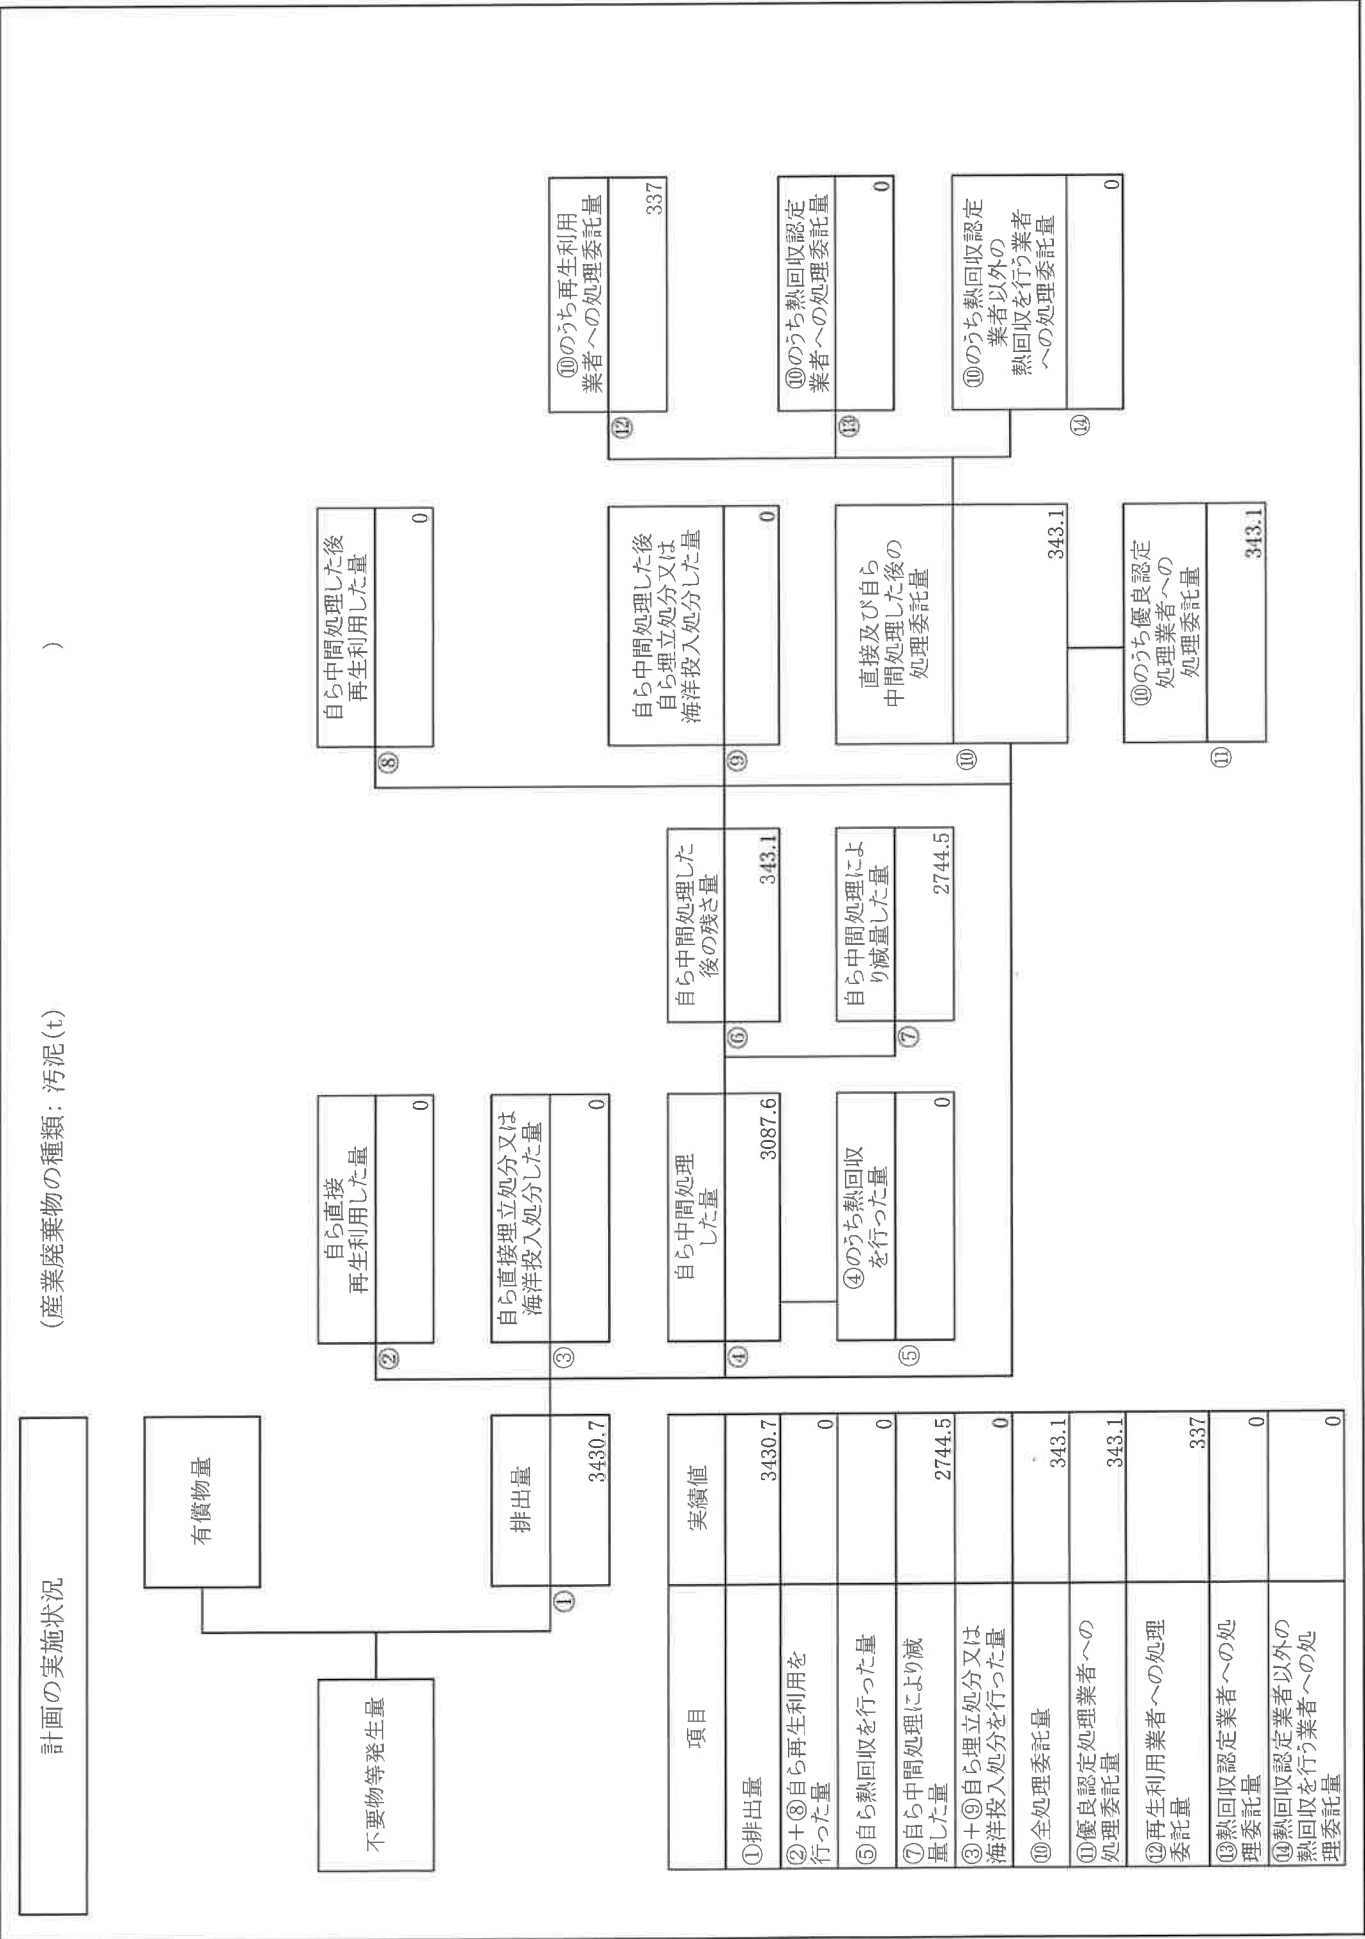 計画の実施状況
(産業廃棄物の種類: 汚泥(t)
)
不要物等発生量
有償物量
排出量
①
3430.7
自ら直接
再生利用した量
②
0
自ら直接埋立処分又は
海洋投入処分した量
③
0
自ら中間処理
した量
④
3087.6
④のうち熱回収
を行った量
⑤
0
自ら中間処理した
後の残さ量
⑥
343.1
自ら中間処理によ
り減量した量
⑦
2744.5
自ら中間処理した後
再生利用した量
⑧
0
自ら中間処理した後
自ら埋立処分又は
海洋投入処分した量
⑨
0
直接及び自ら
中間処理した後の
処理委託量
⑩
343.1
⑩のうち優良認定
処理業者への
処理委託量
⑪
343.1
⑩のうち再生利用
業者への処理委託量
⑫
337
⑩のうち熱回収認定
業者への処理委託量
⑬
0
⑩のうち熱回収認定
業者以外の
熱回収を行う業者
への処理委託量
⑭
0
項目
実績値
①排出量
3430.7
②＋⑧自ら再生利用を
行った量
0
⑤自ら熱回収を行った量
0
⑦自ら中間処理により減
量した量
2744.5
③＋⑨自ら埋立処分又は
海洋投入処分を行った量
0
⑩全処理委託量
343.1
⑪優良認定処理業者への
処理委託量
343.1
⑫再生利用業者への処理
委託量
337
⑬熱回収認定業者への処
理委託量
0
⑭熱回収認定業者以外の
熱回収を行う業者への処
理委託量
0